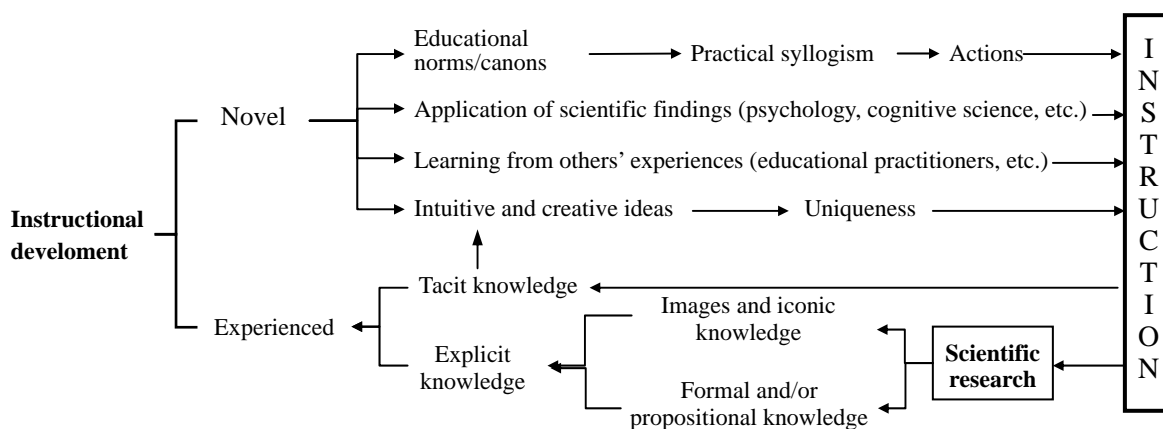 Educational
norms/canons
Practical syllogism
Actions
Novel
Application of scientific findings (psychology, cognitive science, etc.)
Learning from others’ experiences (educational practitioners, etc.)
Intuitive and creative ideas
Uniqueness
Instructional
develoment
Tacit knowledge
Images and iconic
knowledge
Experienced
Explicit
knowledge
Scientific
research
Formal and/or
propositional knowledge
I
N
S
T
R
U
C
T
I
O
N